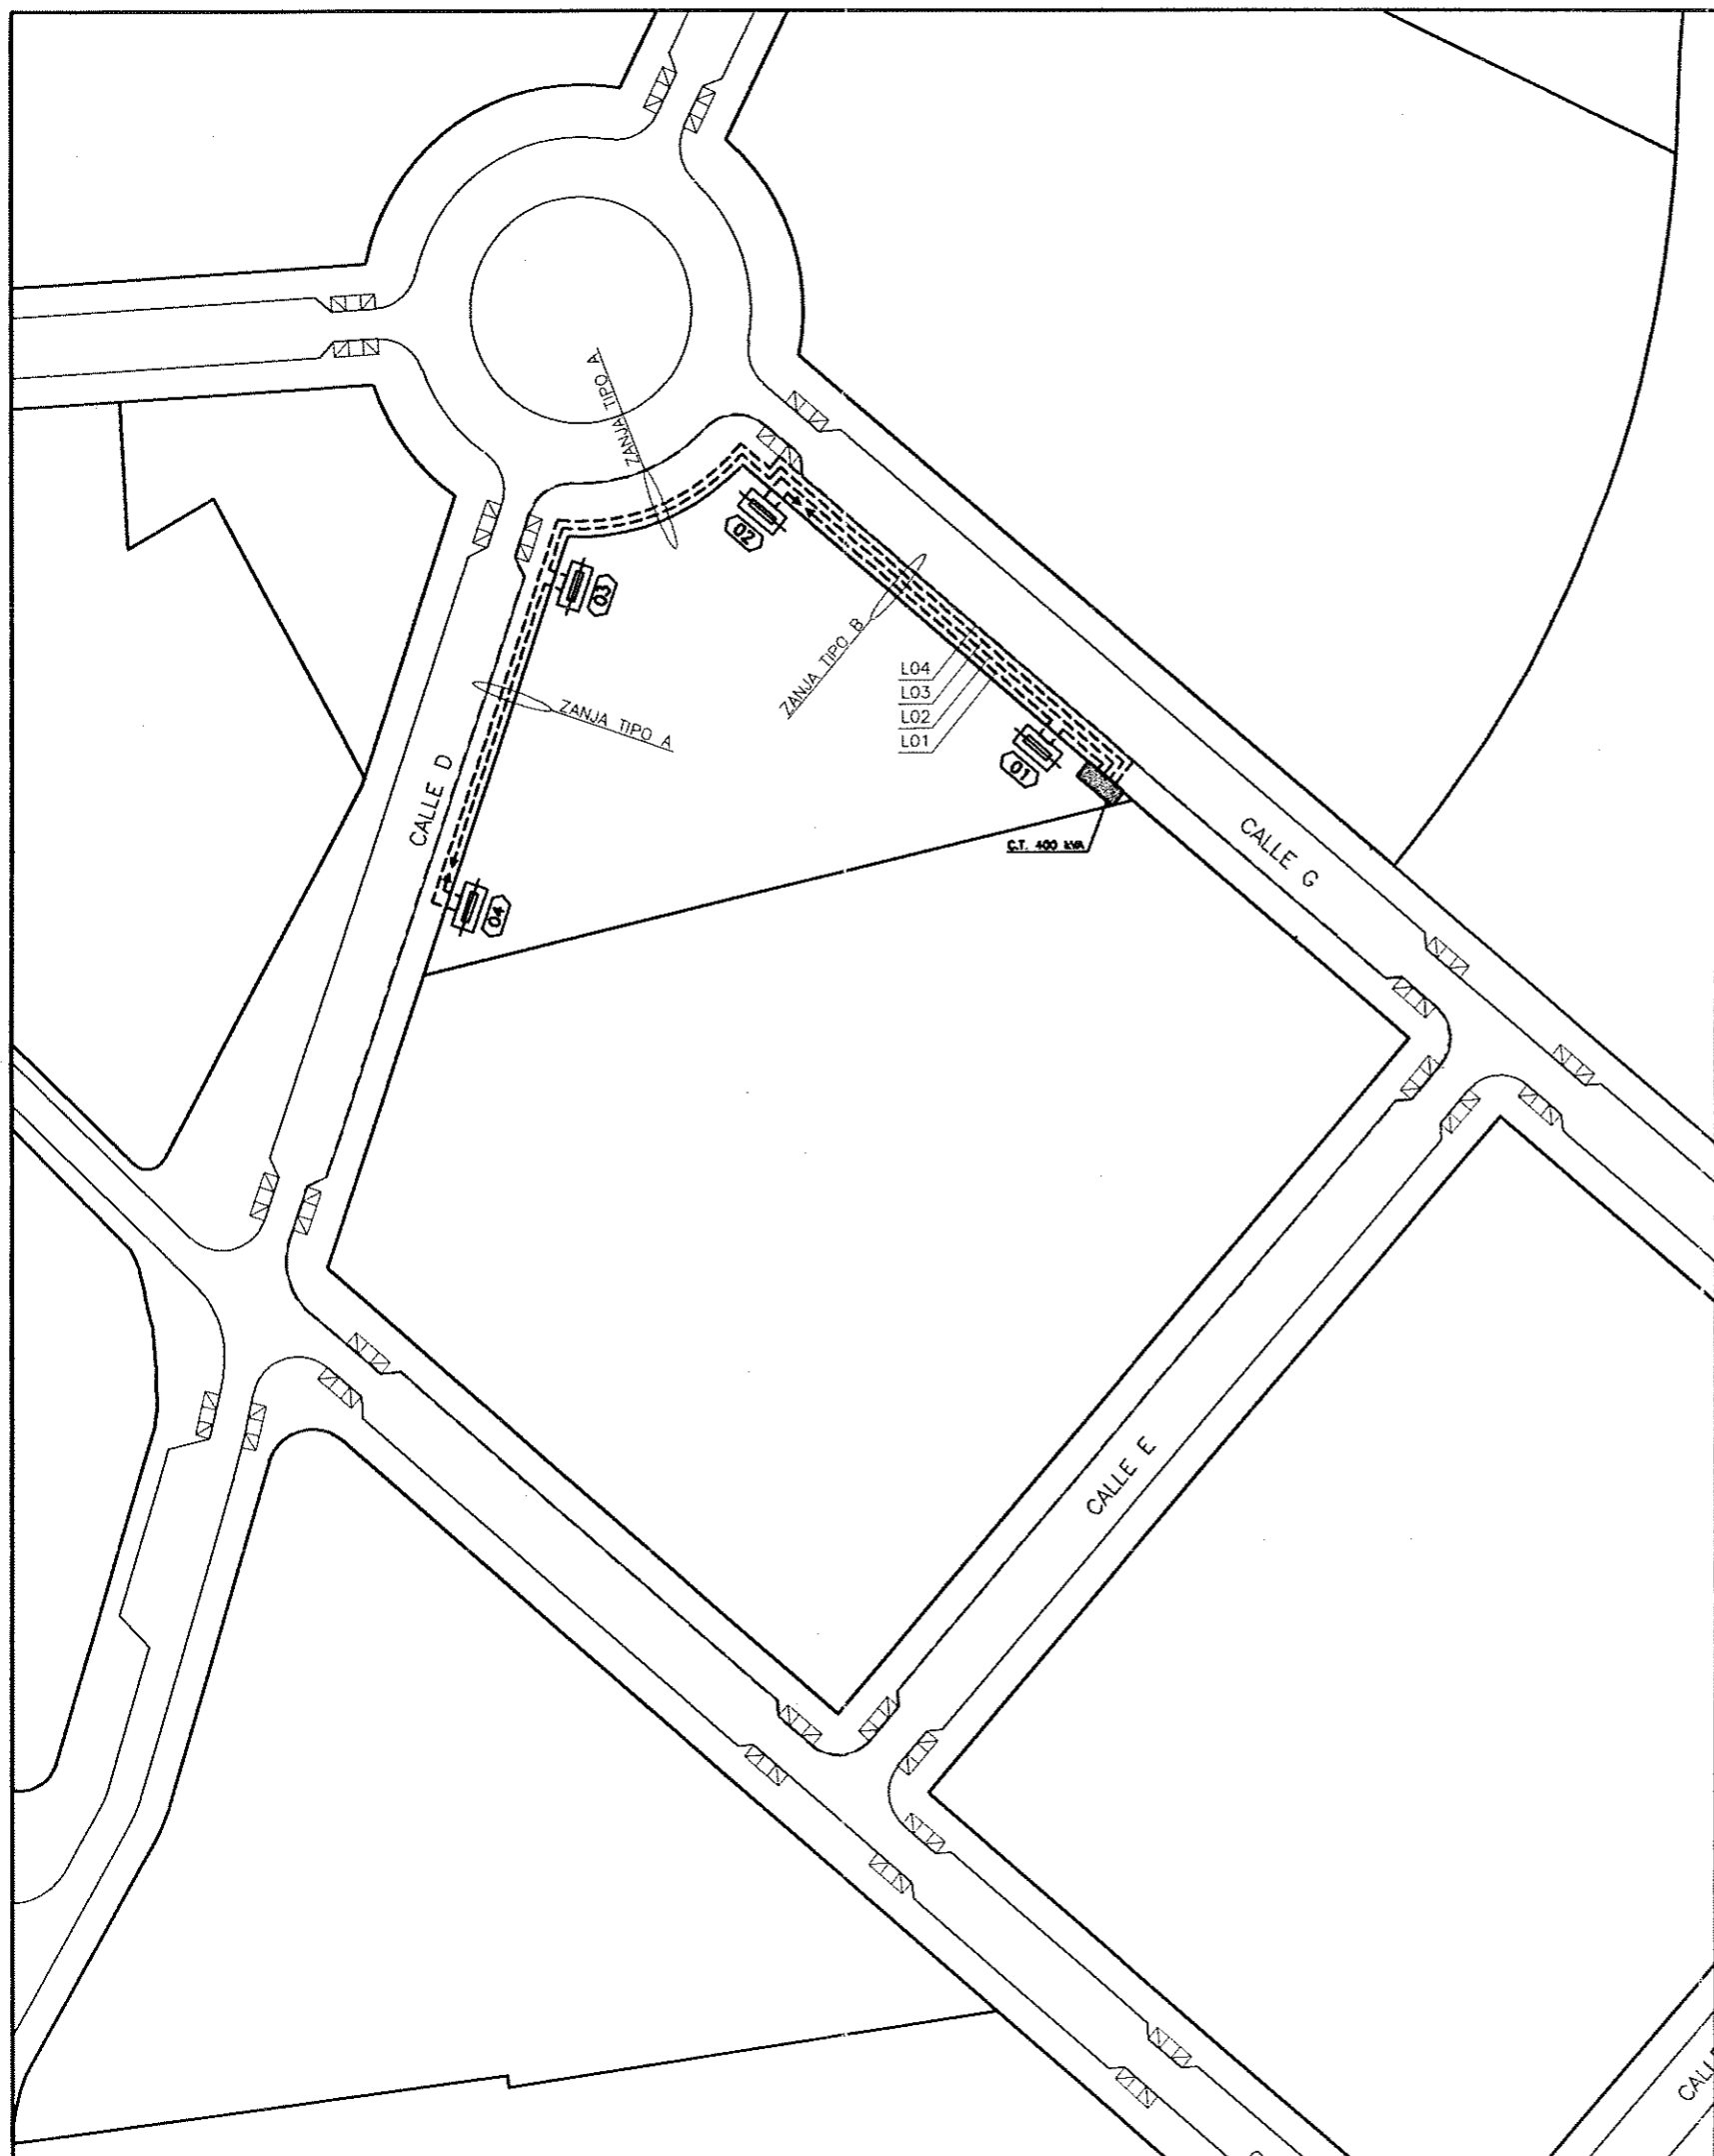 ZANJA TIPO A
02
03
ZANJA TIPO B
L04
L03
L02
L01
ZANJA TIPO A
01
CALLE D
C.T. 400 KVA
CALLE G
04
CALLE E